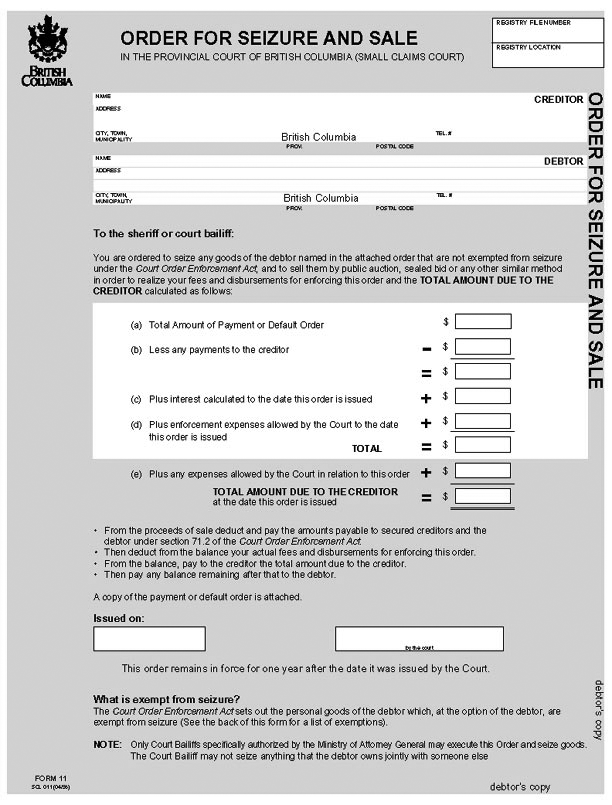 BRITISH
COLUMBIA
ORDER FOR SEIZURE AND SALE
IN THE PROVINCIAL COURT OF BRITISH COLUMBIA (SMALL CLAIMS COURT)
REGISTRY FILE NUMBER
REGISTRY LOCATION
NAME
CREDITOR
ADDRESS
CITY, TOWN,
MUNICIPALITY
British Columbia
TEL. #
PROV.
POSTAL CODE
NAME
DEBTOR
ADDRESS
CITY, TOWN,
MUNICIPALITY
British Columbia
TEL. #
PROV.
POSTAL CODE
ORDER FOR SEIZURE AND SALE
To the sheriff or court bailiff:
You are ordered to seize any goods of the debtor named in the attached order that are not exempted from seizure
under the Court Order Enforcement Act, and to sell them by public auction, sealed bid or any other similar method
in order to realize your fees and disbursements for enforcing this order and the TOTAL AMOUNT DUE TO THE
CREDITOR calculated as follows:
(a) Total Amount of Payment or Default Order $
(b) Less any payments to the creditor - $
= $
(c) Plus interest calculated to the date this order is issued + $
(d) Plus enforcement expenses allowed by the Court to the date + $
this order is issued
TOTAL = $
(e) Plus any expenses allowed by the Court in relation to this order + $
TOTAL AMOUNT DUE TO THE CREDITOR = $
at the date this order is issued
• From the proceeds of sale deduct and pay the amounts payable to secured creditors and the
debtor under section 71.2 of the Court Order Enforcement Act.
• Then deduct from the balance your actual fees and disbursements for enforcing this order.
• From the balance, pay to the creditor the total amount due to the creditor.
• Then pay any balance remaining after that to the debtor.
A copy of the payment or default order is attached.
Issued on:
by the court
This order remains in force for one year after the date it was issued by the Court.
What is exempt from seizure?
The Court Order Enforcement Act sets out the personal goods of the debtor which, at the option of the debtor, are
exempt from seizure (See the back of this form for a list of exemptions).
NOTE: Only Court Bailiffs specifically authorized by the Ministry of Attorney General may execute this Order and seize goods.
The Court Bailiff may not seize anything that the debtor owns jointly with someone else
debtor's copy
FORM 11
SCL 011 (04/96)
debtor's copy